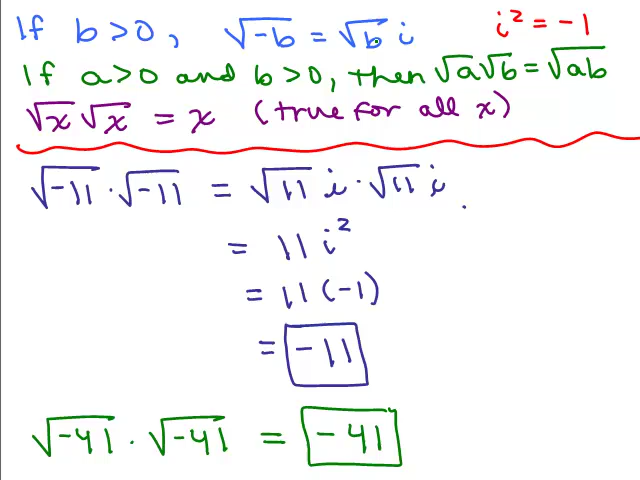 If b > 0, √-b = √b i i² = -1
If a > 0 and b > 0, then √a√b = √ab
√x √x = x (true for all x)
√-11 · √-11 = √11 i · √11 i
= 11 i²
= 11 (-1)
= -11
√-41 · √-41 = -41